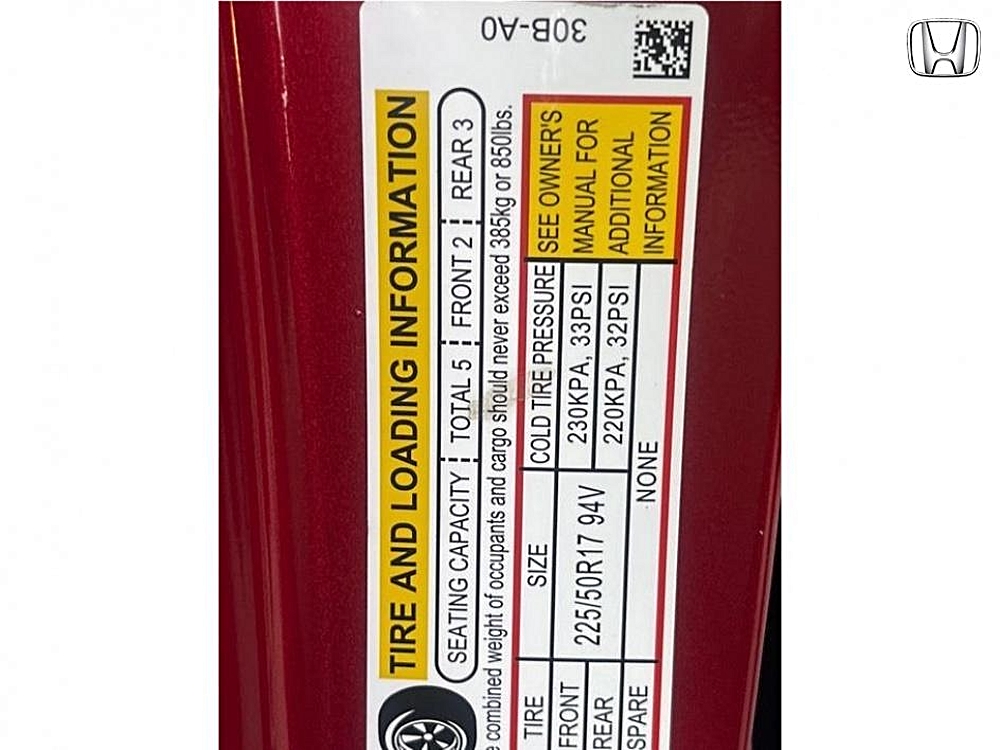 30B-A0
TIRE AND LOADING INFORMATION
SEATING CAPACITY TOTAL 5 FRONT 2 REAR 3
combined weight of occupants and cargo should never exceed 385kg or 850lbs.
TIRE SIZE COLD TIRE PRESSURE
FRONT 225/50R17 94V 230KPA, 33PSI
REAR 220KPA, 32PSI
SPARE NONE
SEE OWNER'S
MANUAL FOR
ADDITIONAL
INFORMATION